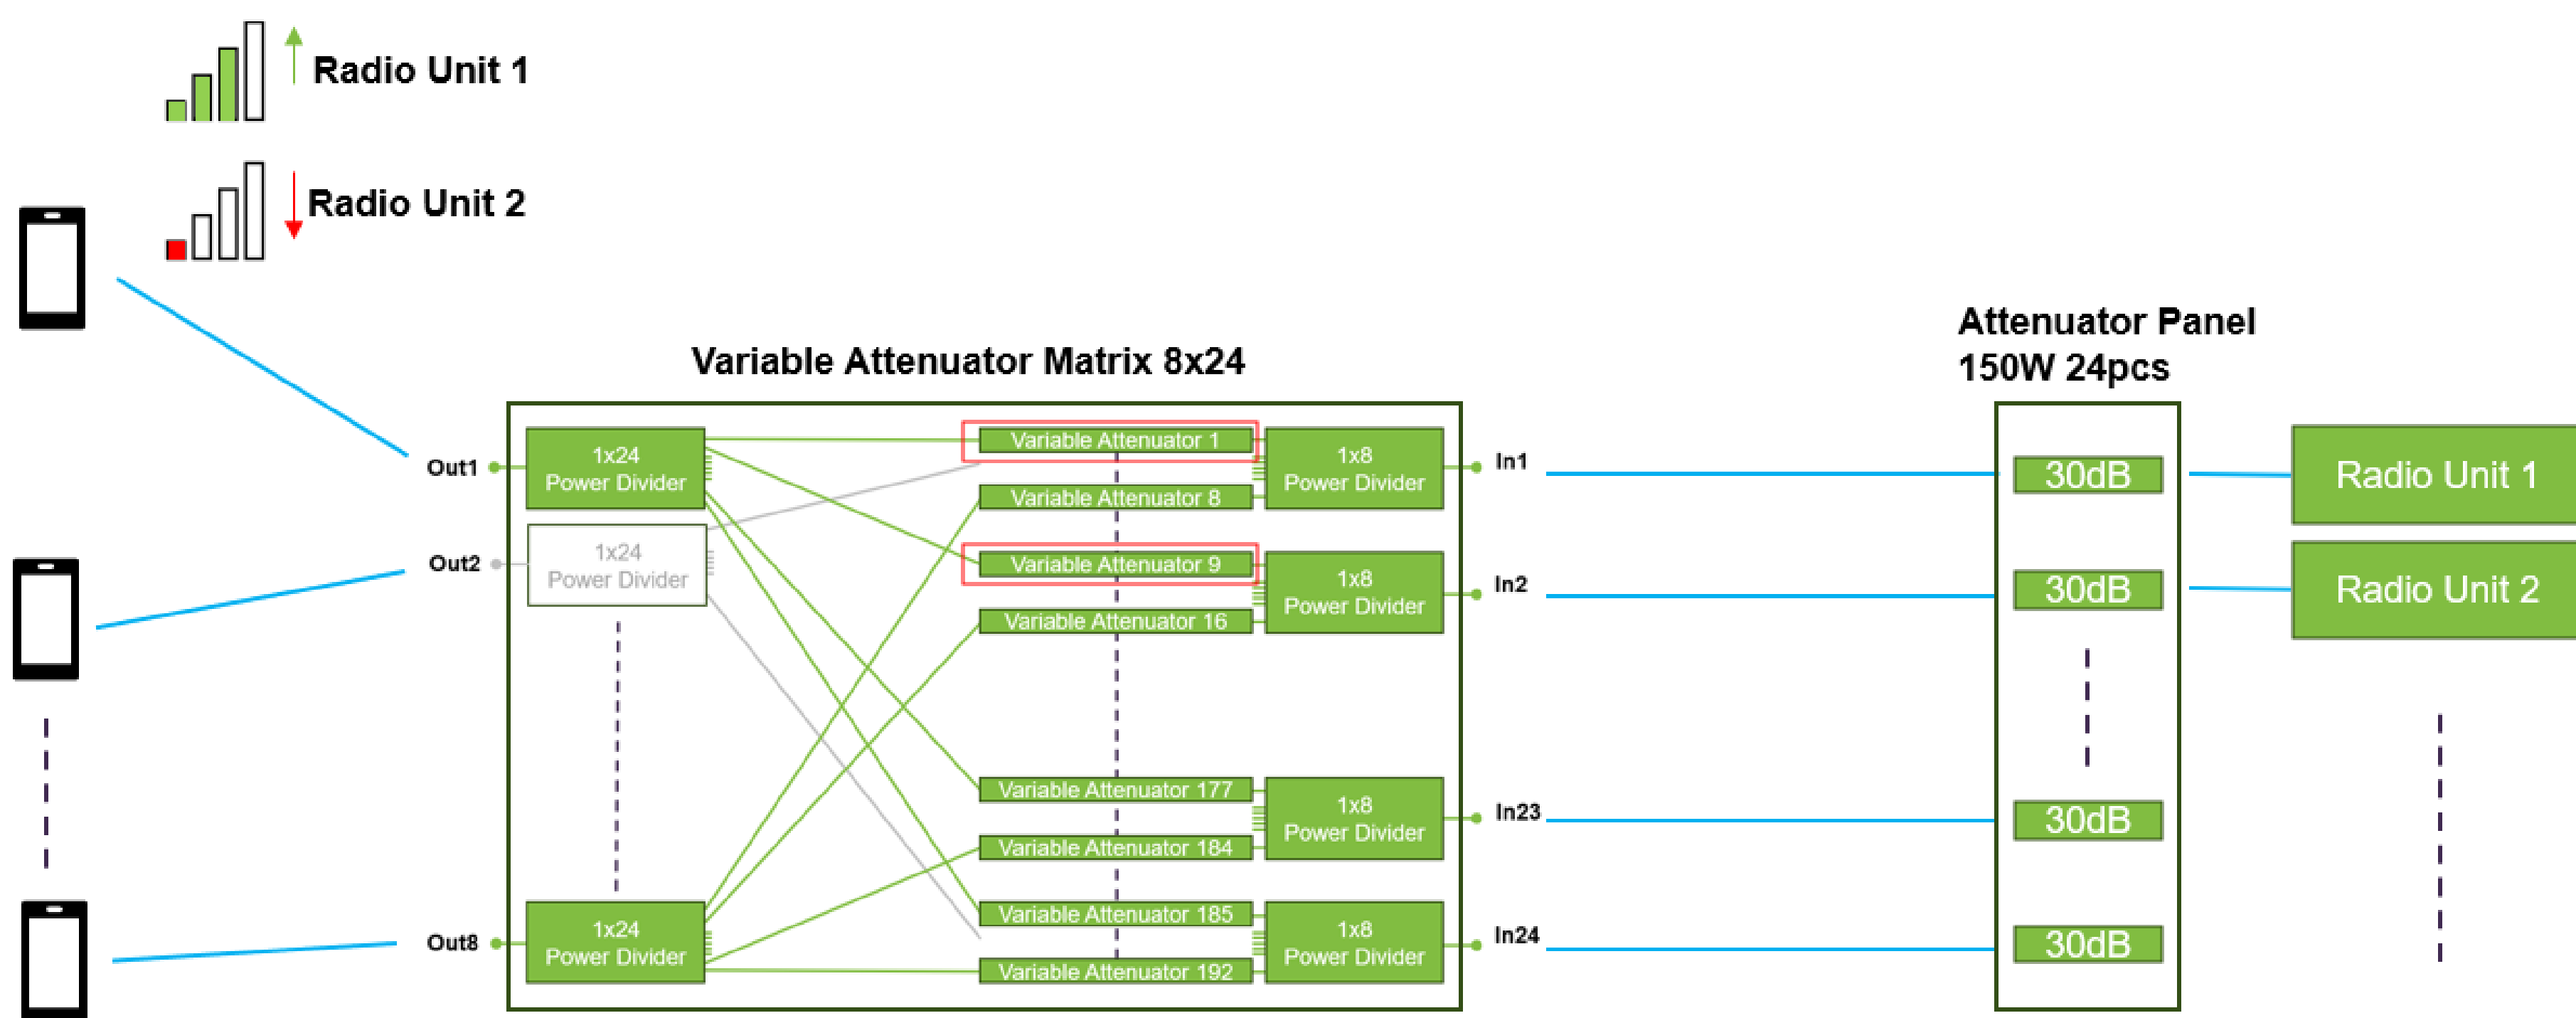 Radio Unit 1
Radio Unit 2
Attenuator Panel
150W 24pcs
Variable Attenuator Matrix 8x24
Out1
1x24
Power Divider
Variable Attenuator 1
Variable Attenuator 8
1x8
Power Divider
In1
30dB
Radio Unit 1
Out2
1x24
Power Divider
Variable Attenuator 9
Variable Attenuator 16
1x8
Power Divider
In2
30dB
Radio Unit 2
Variable Attenuator 177
Variable Attenuator 184
1x8
Power Divider
In23
30dB
Out8
1x24
Power Divider
Variable Attenuator 185
Variable Attenuator 192
1x8
Power Divider
In24
30dB